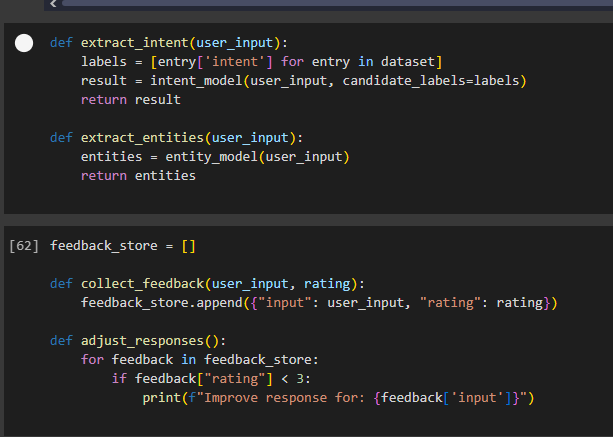 def extract_intent(user_input):
    labels = [entry['intent'] for entry in dataset]
    result = intent_model(user_input, candidate_labels=labels)
    return result

def extract_entities(user_input):
    entities = entity_model(user_input)
    return entities

[62] feedback_store = []

def collect_feedback(user_input, rating):
    feedback_store.append({"input": user_input, "rating": rating})

def adjust_responses():
    for feedback in feedback_store:
        if feedback["rating"] < 3:
            print(f"Improve response for: {feedback['input']}")